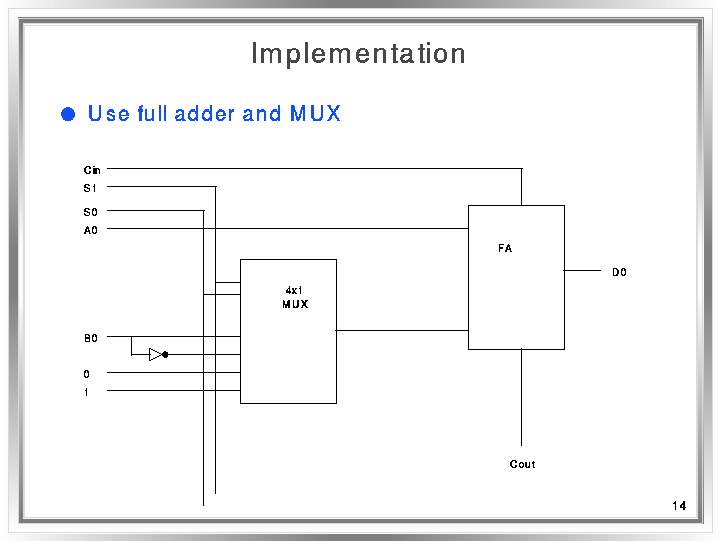 Implementation
Use full adder and MUX
Cin
S1
S0
A0
FA
D0
4x1
MUX
B0
0
1
Cout
14